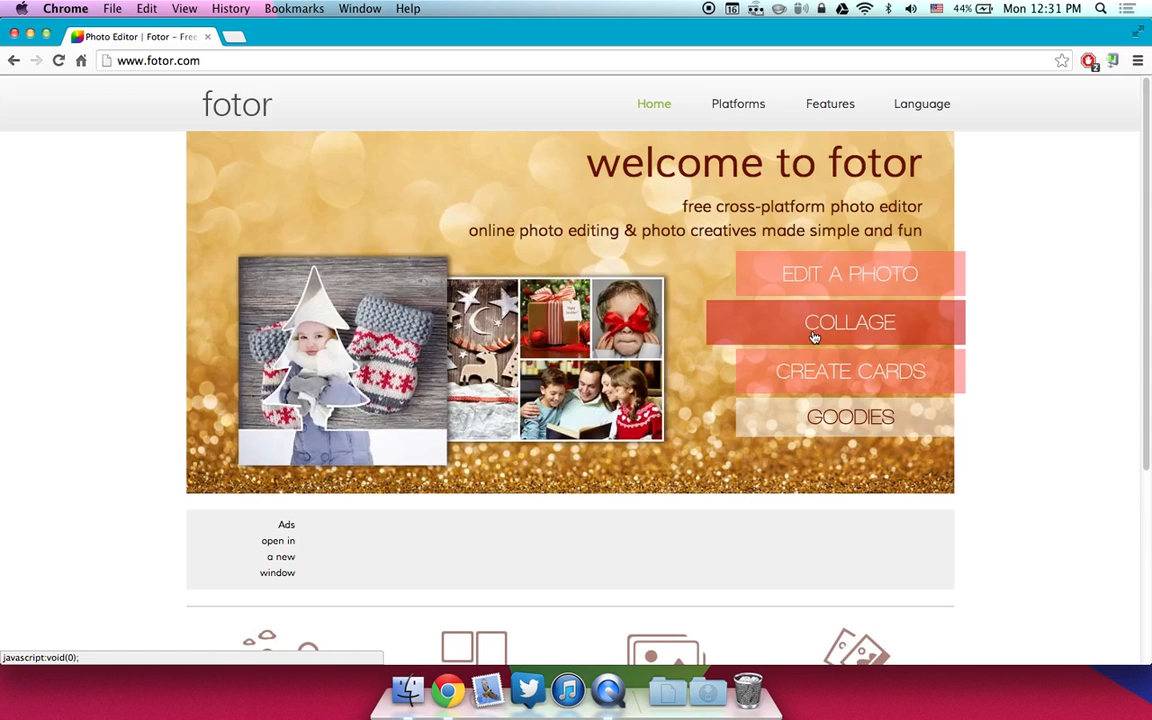 Chrome File Edit View History Bookmarks Window Help 16 44% Mon 12:31 PM
Photo Editor | Fotor – Free
www.fotor.com 2
fotor Home Platforms Features Language
welcome to fotor
free cross-platform photo editor
online photo editing & photo creatives made simple and fun
EDIT A PHOTO
COLLAGE
CREATE CARDS
GOODIES
Ads
open in
a new
window
javascript:void(0);